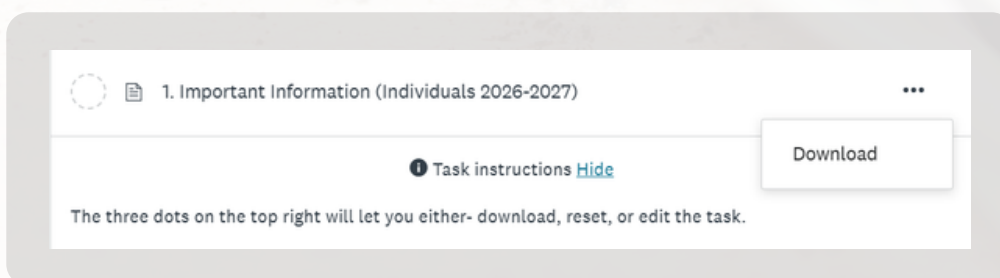 1. Important Information (Individuals 2026-2027)
Download
Task instructions Hide
The three dots on the top right will let you either- download, reset, or edit the task.